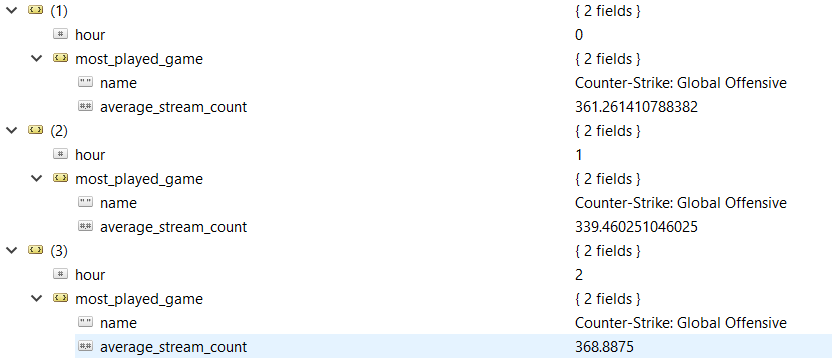 (1) { 2 fields }
# hour 0
{} most_played_game { 2 fields }
"" name Counter-Strike: Global Offensive
## average_stream_count 361.261410788382
(2) { 2 fields }
# hour 1
{} most_played_game { 2 fields }
"" name Counter-Strike: Global Offensive
## average_stream_count 339.460251046025
(3) { 2 fields }
# hour 2
{} most_played_game { 2 fields }
"" name Counter-Strike: Global Offensive
## average_stream_count 368.8875